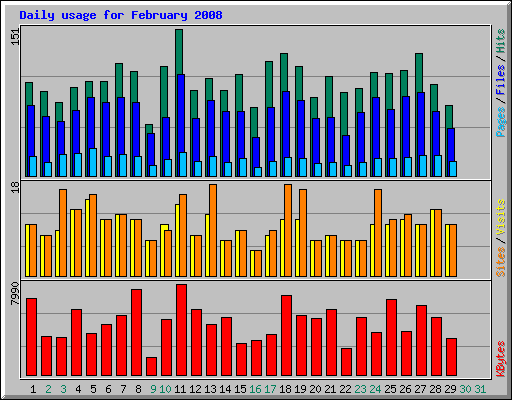 Daily usage for February 2008
151
Pages / Files / Hits
18
Sites / Visits
7990
KBytes
1 2 3 4 5 6 7 8 9 10 11 12 13 14 15 16 17 18 19 20 21 22 23 24 25 26 27 28 29 30 31